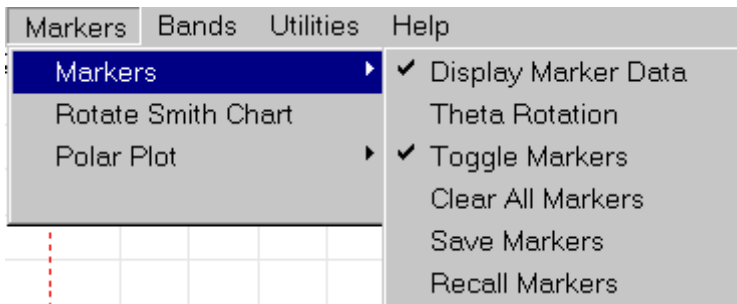 Markers Bands Utilities Help
Markers
Rotate Smith Chart
Polar Plot
Display Marker Data
Theta Rotation
Toggle Markers
Clear All Markers
Save Markers
Recall Markers